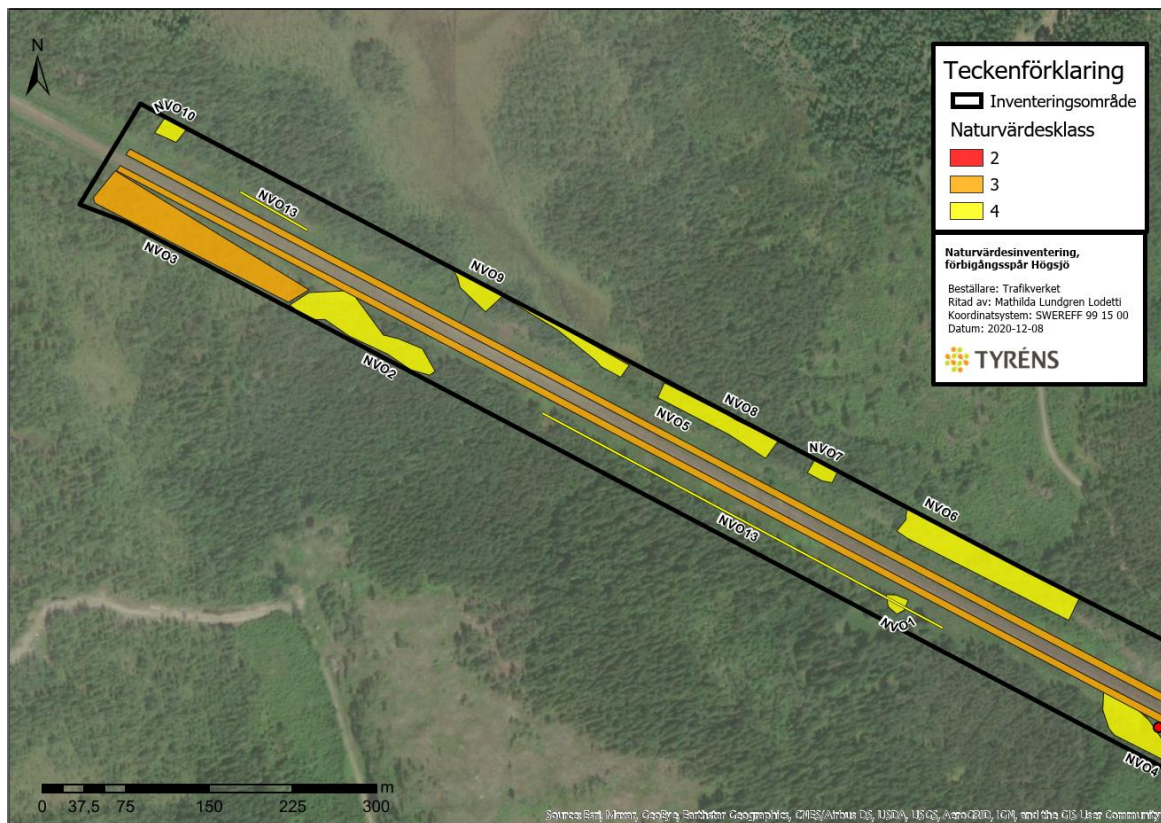 N
NVO10
NVO13
NVO3
NVO9
NVO2
NVO8
NVO5
NVO7
NVO13
NVO6
NVO1
NVO4
Teckenförklaring
Inventeringsområde
Naturvärdesklass
2
3
4
Naturvärdesinventering,
förbigångsspår Högsjö
Beställare: Trafikverket
Ritad av: Mathilda Lundgren Lodetti
Koordinatsystem: SWEREFF 99 15 00
Datum: 2020-12-08
TYRÉNS
m
0 37,5 75 150 225 300
Source: Esri, Maxar, GeoEye, Earthstar Geographics, CNES/Airbus DS, USDA, USGS, AeroGRID, IGN, and the GIS User Community